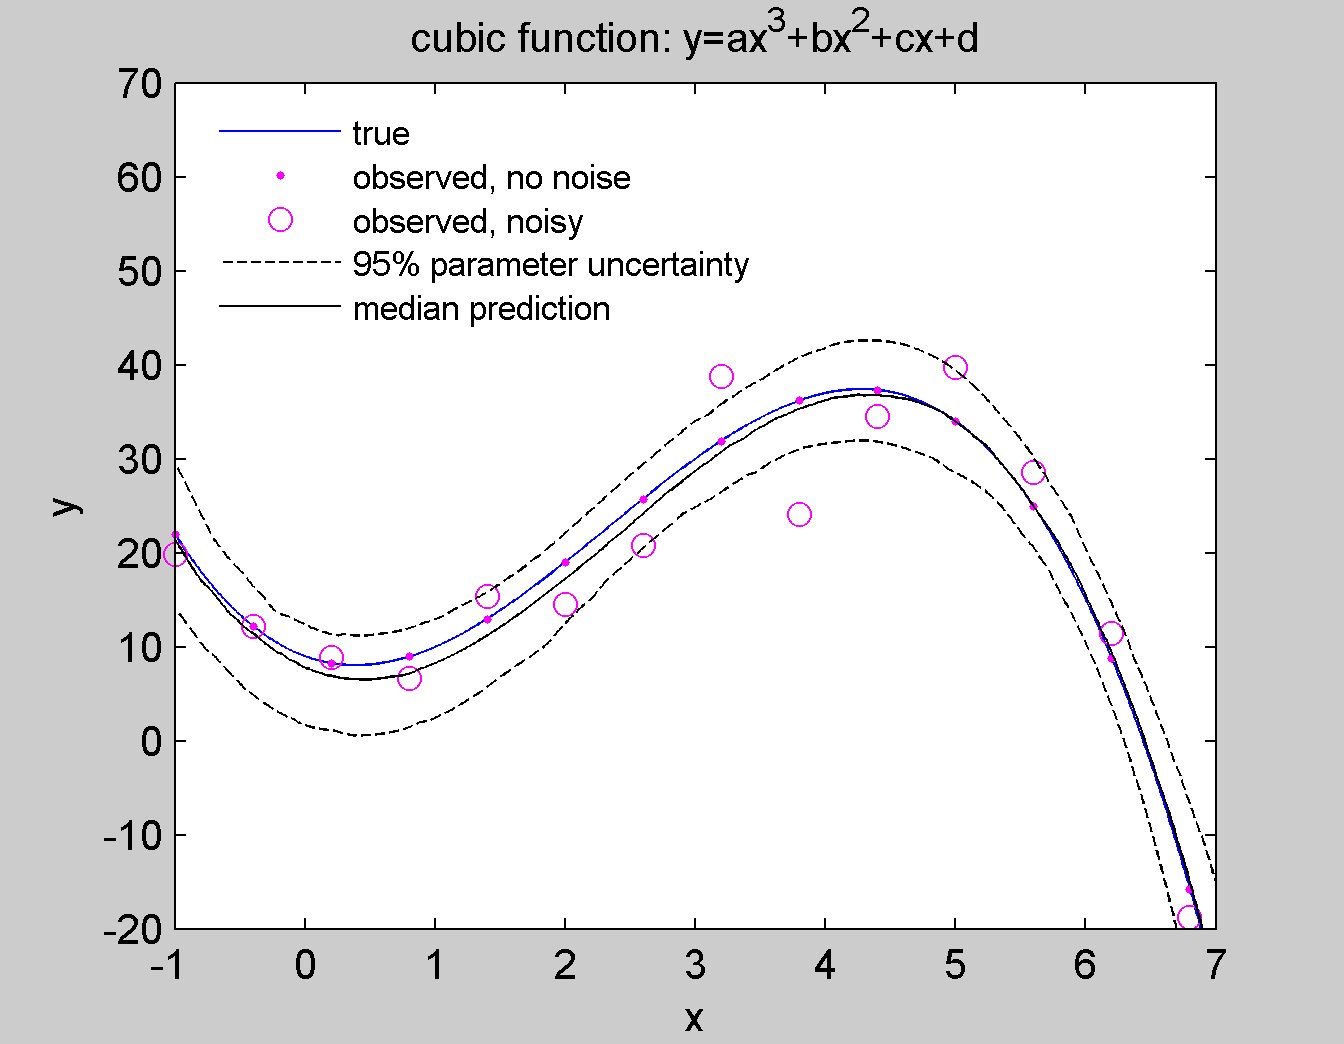 cubic function: y=ax³+bx²+cx+d
70
60
50
40
30
20
10
0
-10
-20
true
observed, no noise
observed, noisy
95% parameter uncertainty
median prediction
y
-1 0 1 2 3 4 5 6 7
x